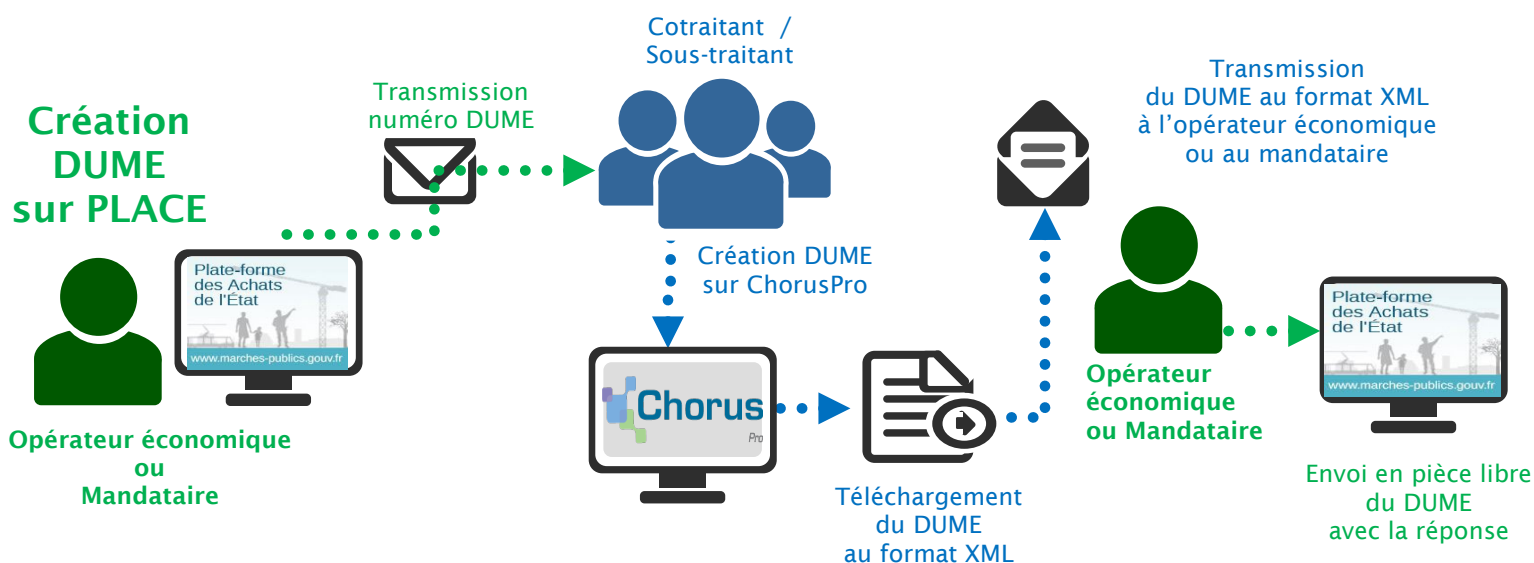 Création
DUME
sur PLACE
Plate-forme
des Achats
de l'État
www.marches-publics.gouv.fr
Opérateur économique
ou
Mandataire
Transmission
numéro DUME
Cotraitant /
Sous-traitant
Création DUME
sur ChorusPro
Chorus
Pro
Téléchargement
du DUME
au format XML
Transmission
du DUME au format XML
à l’opérateur économique
ou au mandataire
Opérateur
économique
ou Mandataire
Plate-forme
des Achats
de l'État
www.marches-publics.gouv.fr
Envoi en pièce libre
du DUME
avec la réponse